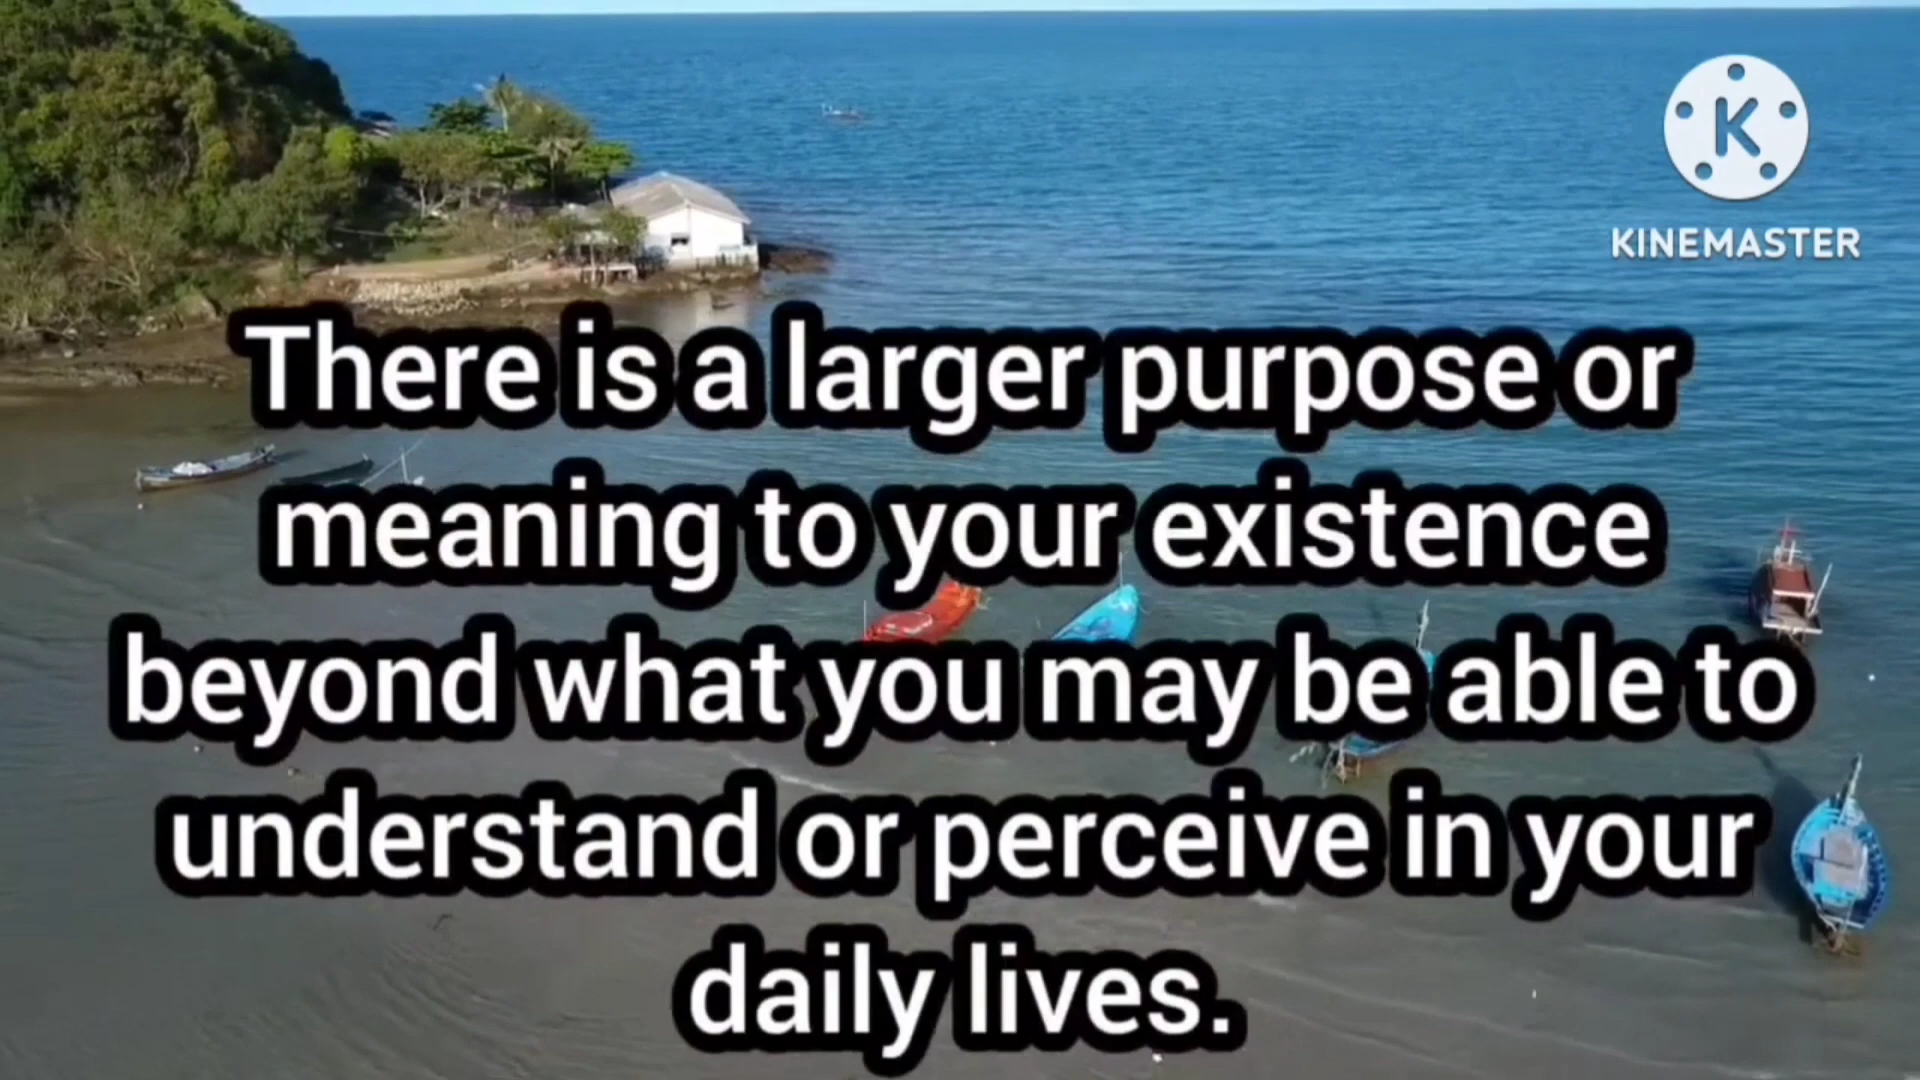 K
KINEMASTER
There is a larger purpose or
meaning to your existence
beyond what you may be able to
understand or perceive in your
daily lives.